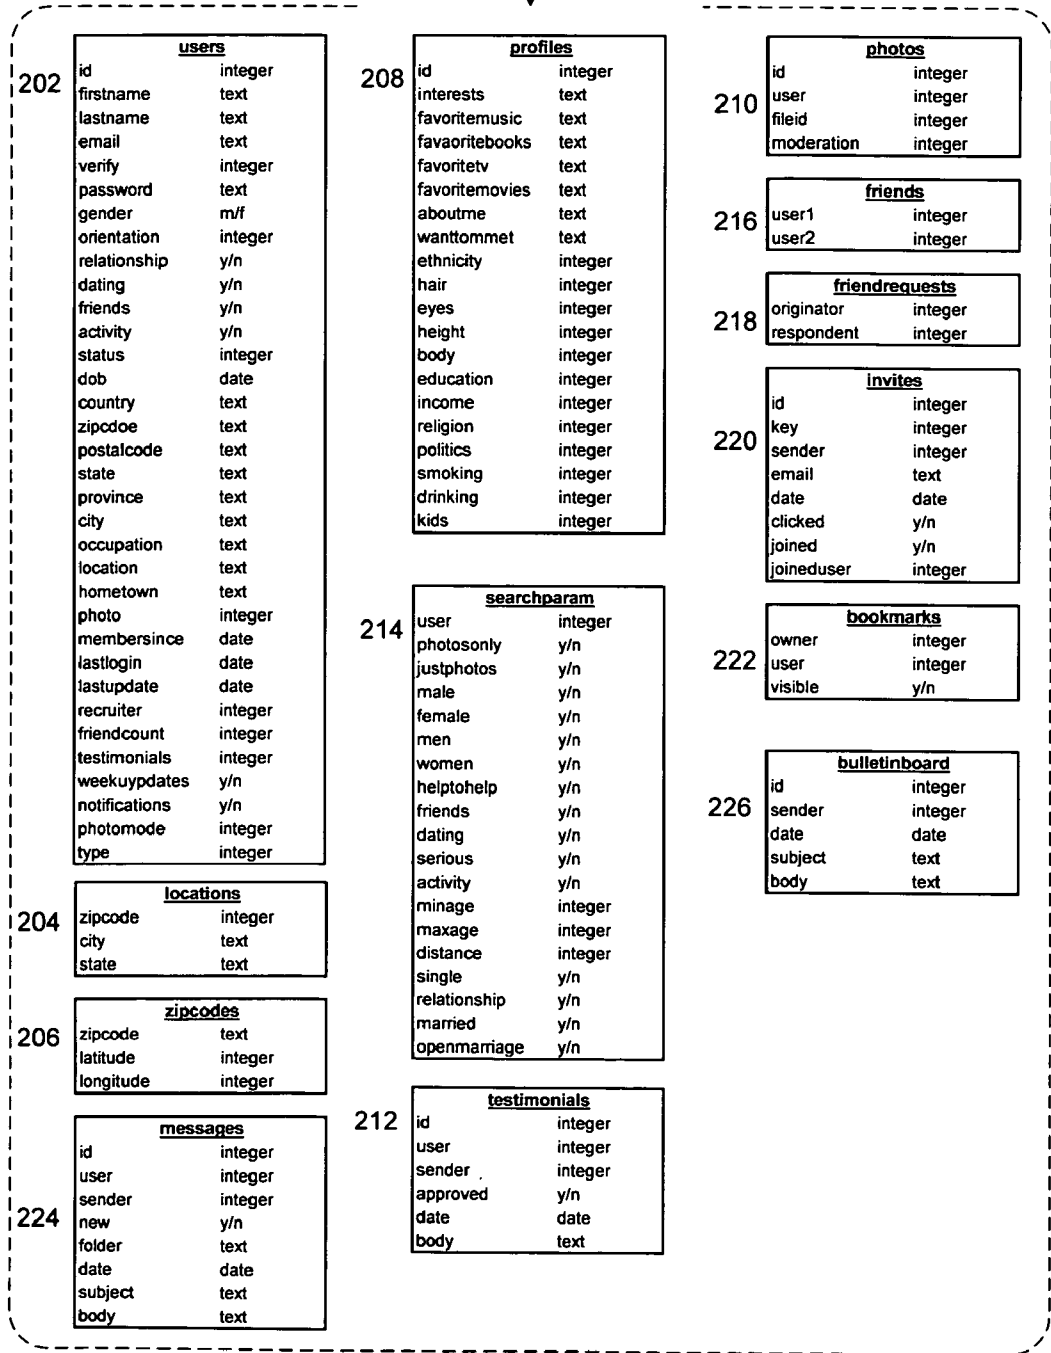 users
202
id integer
firstname text
lastname text
email text
verify integer
password text
gender m/f
orientation integer
relationship y/n
dating y/n
friends y/n
activity y/n
status integer
dob date
country text
zipcdoe text
postalcode text
state text
province text
city text
occupation text
location text
hometown text
photo integer
membersince date
lastlogin date
lastupdate date
recruiter integer
friendcount integer
testimonials integer
weekuypdates y/n
notifications y/n
photomode integer
type integer
locations
204
zipcode integer
city text
state text
zipcodes
206
zipcode text
latitude integer
longitude integer
messages
224
id integer
user integer
sender integer
new y/n
folder text
date date
subject text
body text
profiles
208
id integer
interests text
favoritemusic text
favaoritebooks text
favoritetv text
favoritemovies text
aboutme text
wanttommet text
ethnicity integer
hair integer
eyes integer
height integer
body integer
education integer
income integer
religion integer
politics integer
smoking integer
drinking integer
kids integer
searchparam
214
user integer
photosonly y/n
justphotos y/n
male y/n
female y/n
men y/n
women y/n
helptohelp y/n
friends y/n
dating y/n
serious y/n
activity y/n
minage integer
maxage integer
distance integer
single y/n
relationship y/n
married y/n
openmarriage y/n
testimonials
212
id integer
user integer
sender integer
approved y/n
date date
body text
photos
210
id integer
user integer
fileid integer
moderation integer
friends
216
user1 integer
user2 integer
friendrequests
218
originator integer
respondent integer
invites
220
id integer
key integer
sender integer
email text
date date
clicked y/n
joined y/n
joineduser integer
bookmarks
222
owner integer
user integer
visible y/n
bulletinboard
226
id integer
sender integer
date date
subject text
body text